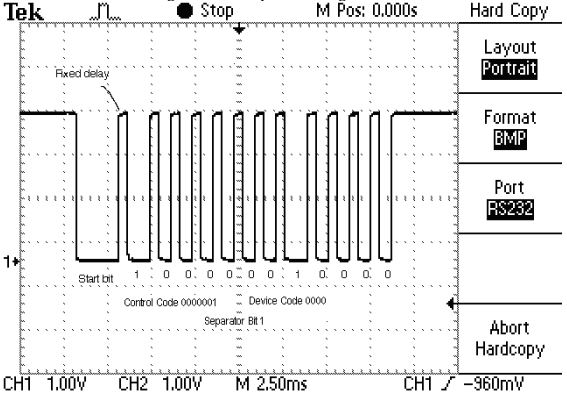 Tek Stop M Pos: 0.000s Hard Copy
Layout
Portrait
Fixed delay
Format
BMP
Port
RS232
1
Start bit 1 0 0 0 0 0 0 1 0 0 0 0
Control Code 0000001 Device Code 0000
Separator Bit 1
Abort
Hardcopy
CH1 1.00V CH2 1.00V M 2.50ms CH1 -960mV